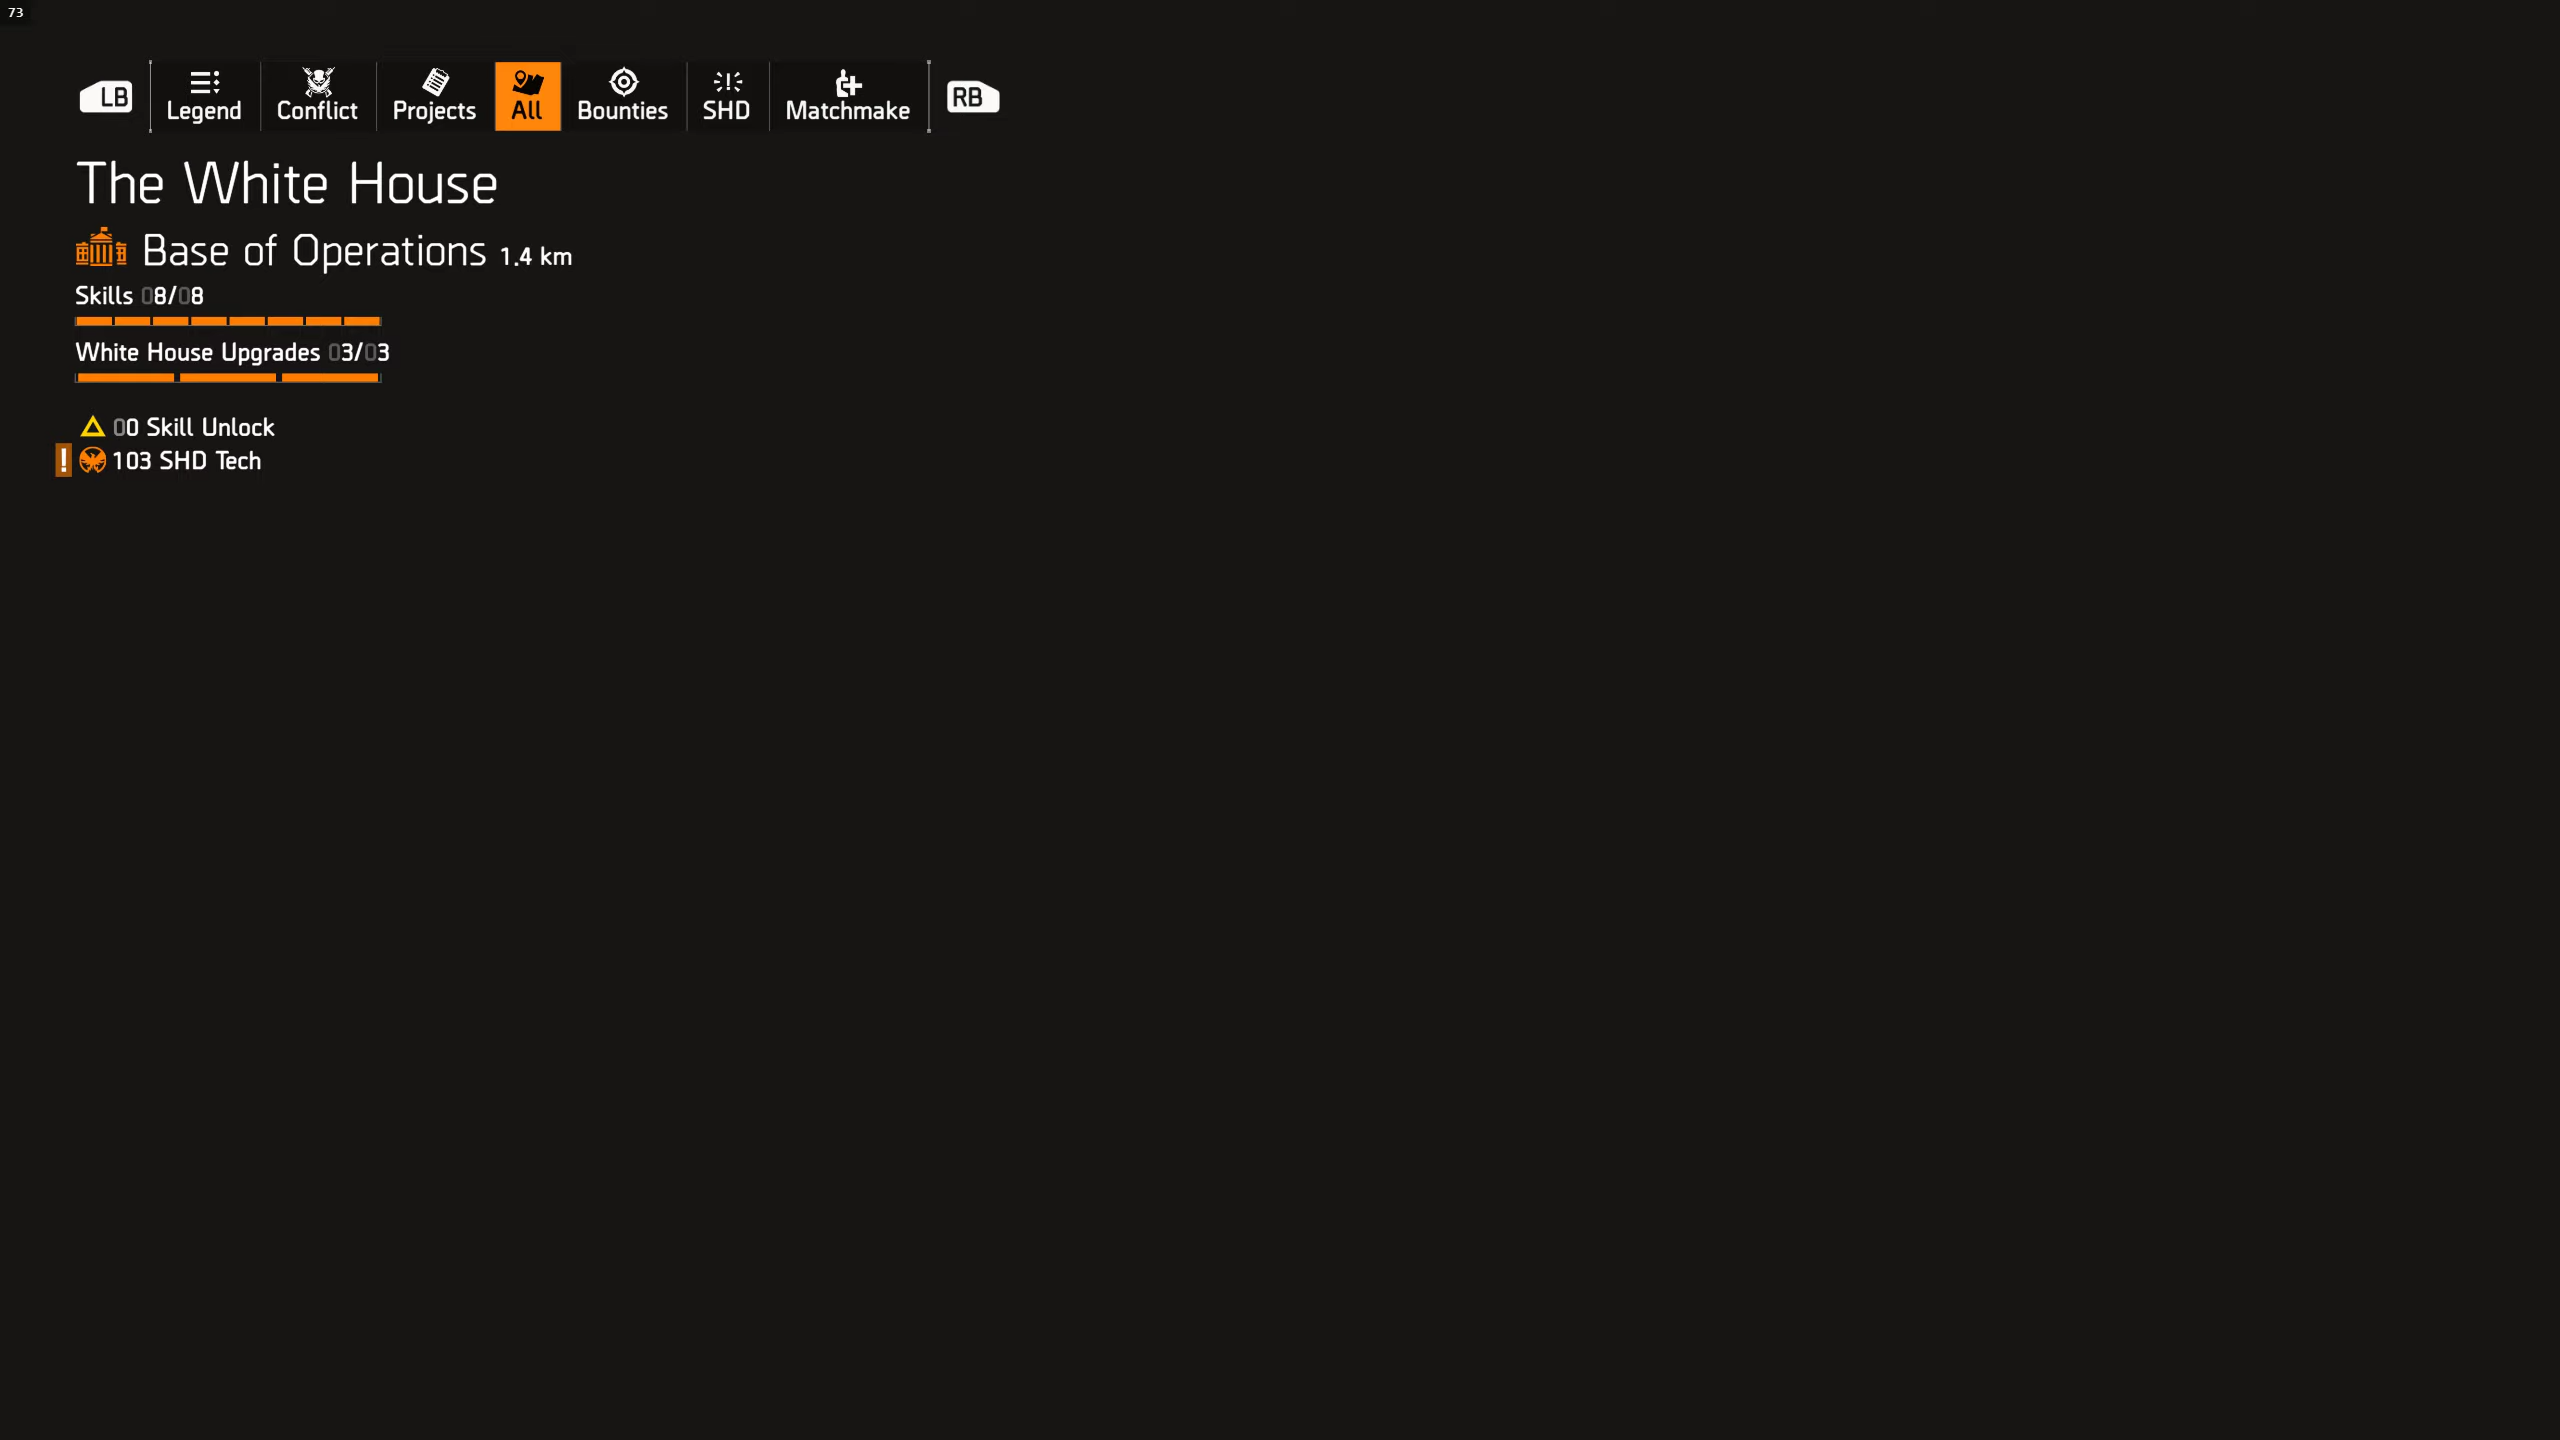 73
LB Legend Conflict Projects All Bounties SHD Matchmake RB
The White House
Base of Operations 1.4 km
Skills 08/08
White House Upgrades 03/03
00 Skill Unlock
! 103 SHD Tech